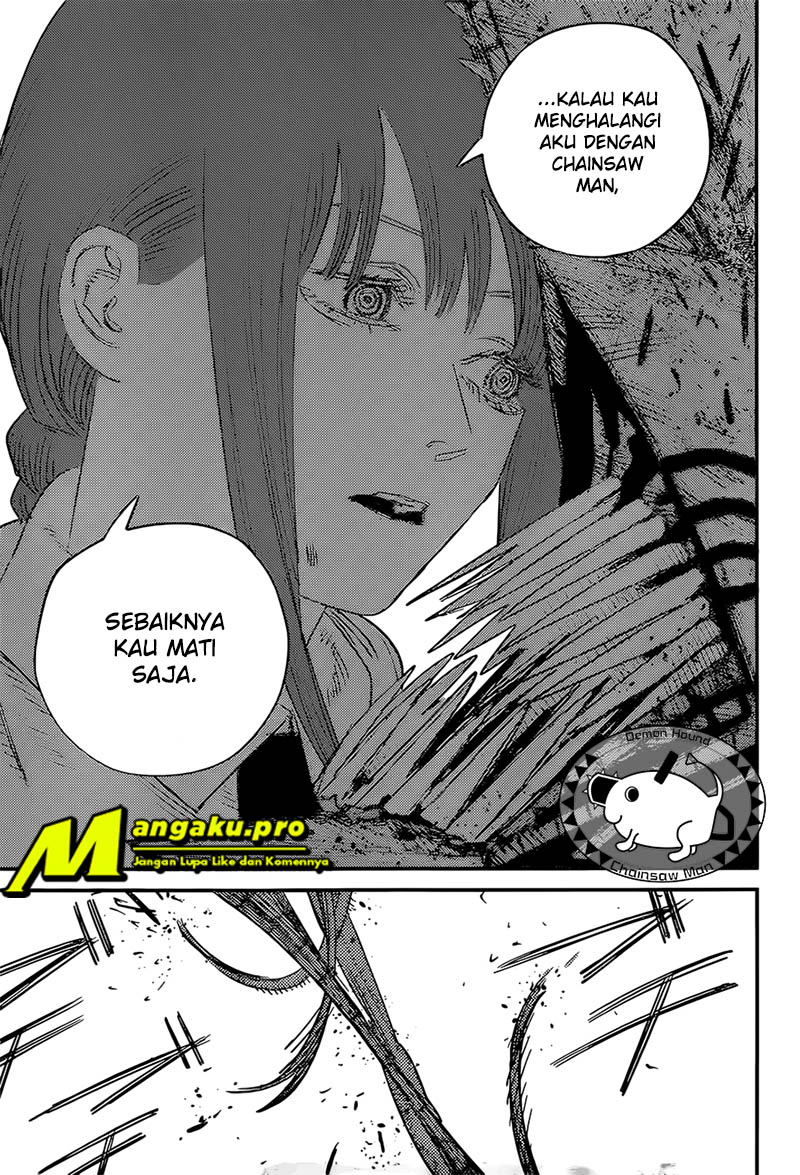 ...KALAU KAU
MENGHALANGI
AKU DENGAN
CHAINSAW
MAN,
SEBAIKNYA
KAU MATI
SAJA.
Demon Hound
Chainsaw Man
Mangaku.pro
Jangan Lupa Like dan Komennya